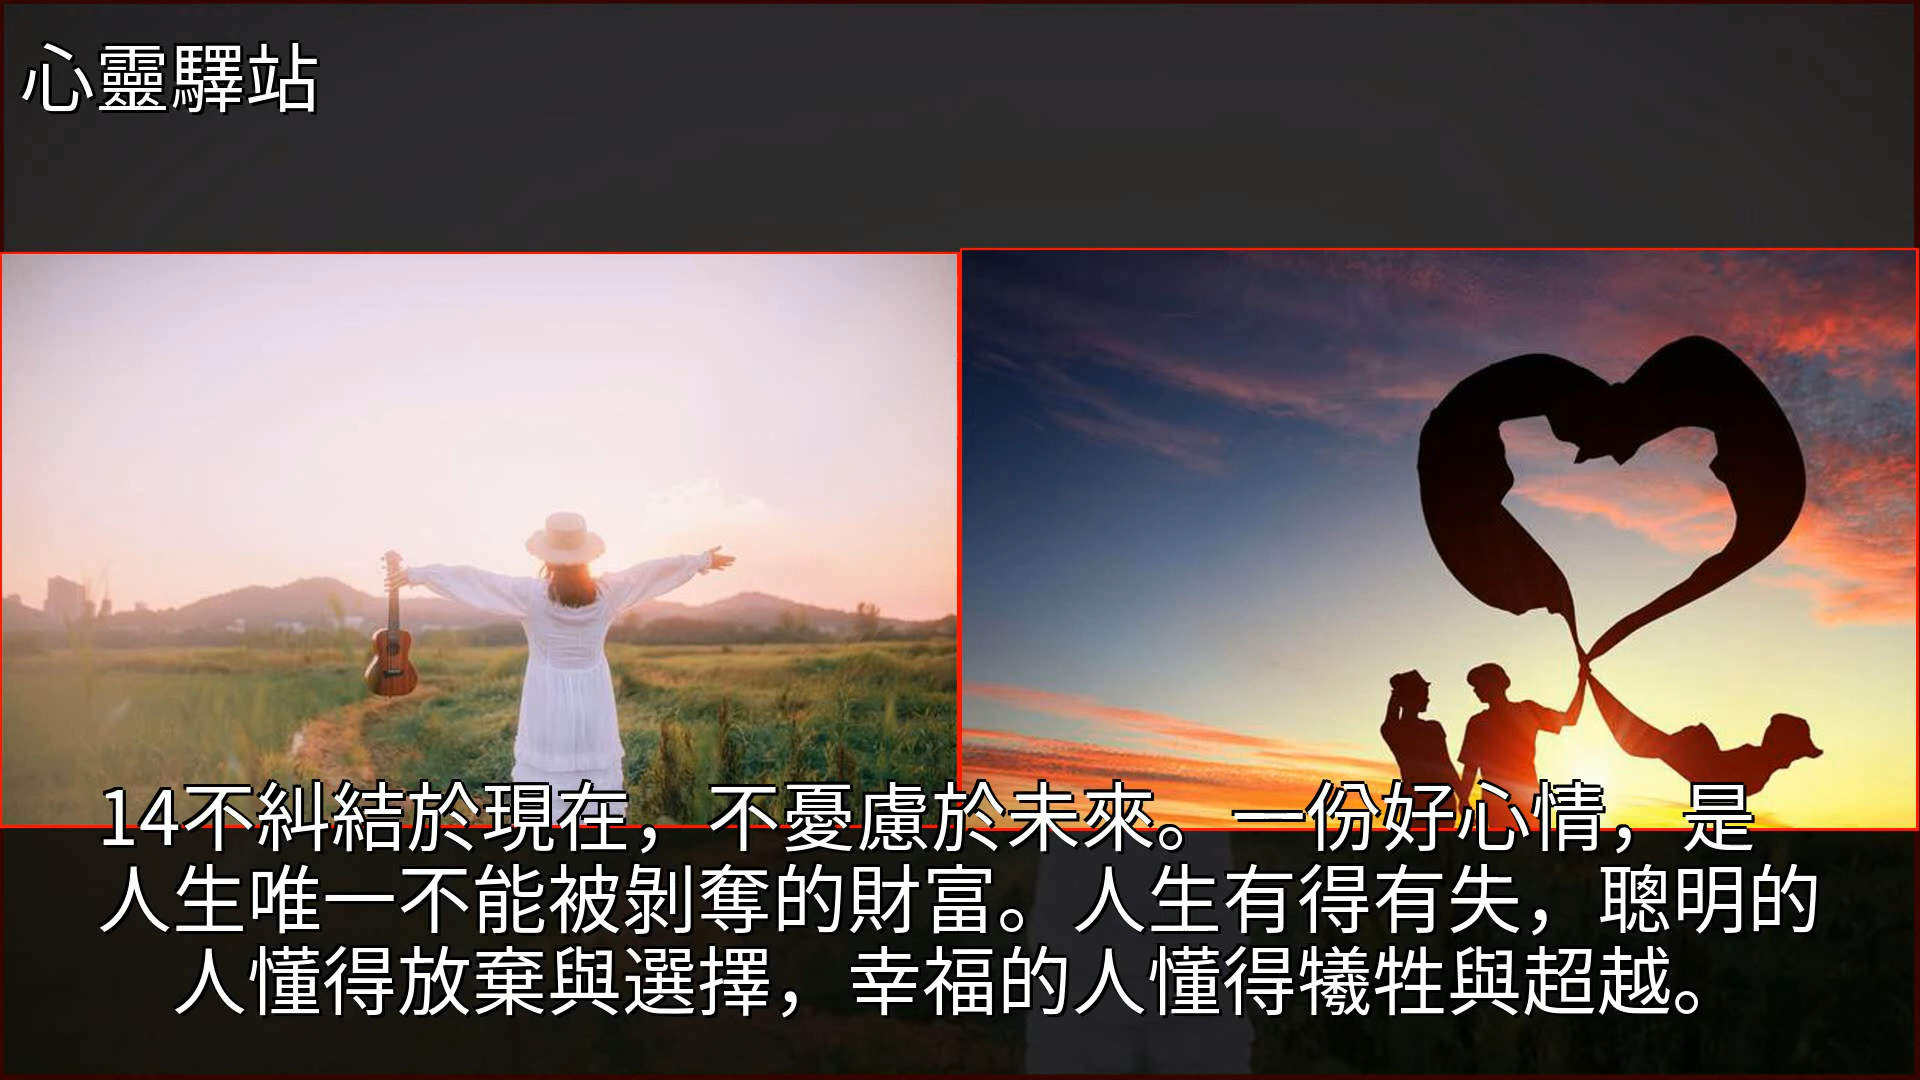 心靈驛站
14不糾結於現在，不憂慮於未來。一份好心情，是
人生唯一不能被剝奪的財富。人生有得有失，聰明的
人懂得放棄與選擇，幸福的人懂得犧牲與超越。